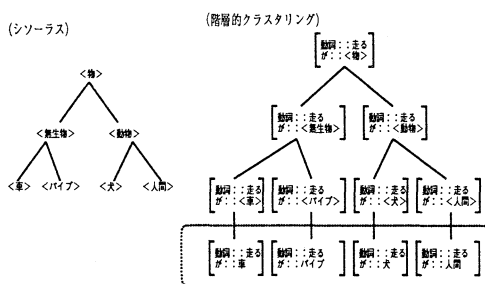 (シソーラス)
(階層的クラスタリング)
<物>
<無生物> <動物>
<車> <パイプ> <犬> <人間>
動詞::走る
が::<物>
動詞::走る 動詞::走る
が::<無生物> が::<動物>
動詞::走る 動詞::走る 動詞::走る 動詞::走る
が::<車> が::<パイプ> が::<犬> が::<人間>
動詞::走る 動詞::走る 動詞::走る 動詞::走る
が::車 が::パイプ が::犬 が::人間